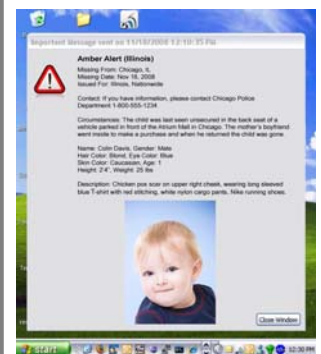 Important Message sent on 11/18/2008 12:10:35 PM
Amber Alert (Illinois)
Missing From: Chicago, IL
Missing Date: Nov 18, 2008
Issued For: Illinois, Nationwide
Contact: If you have information, please contact Chicago Police
Department 1-800-555-1234
Circumstances: The child was last seen unsecured in the back seat of a
vehicle parked in front of the Atrium Mall in Chicago. The mother's boyfriend
went inside to make a purchase and when he returned the child was gone.
Name: Colin Davis, Gender: Male
Hair Color: Blond, Eye Color: Blue
Skin Color: Caucasian, Age: 1
Height: 2'4", Weight: 25 lbs
Description: Chicken pox scar on upper right cheek, wearing long sleeved
blue T-shirt with red stitching, white nylon cargo pants, Nike running shoes.
Close Window
start
12:30 PM